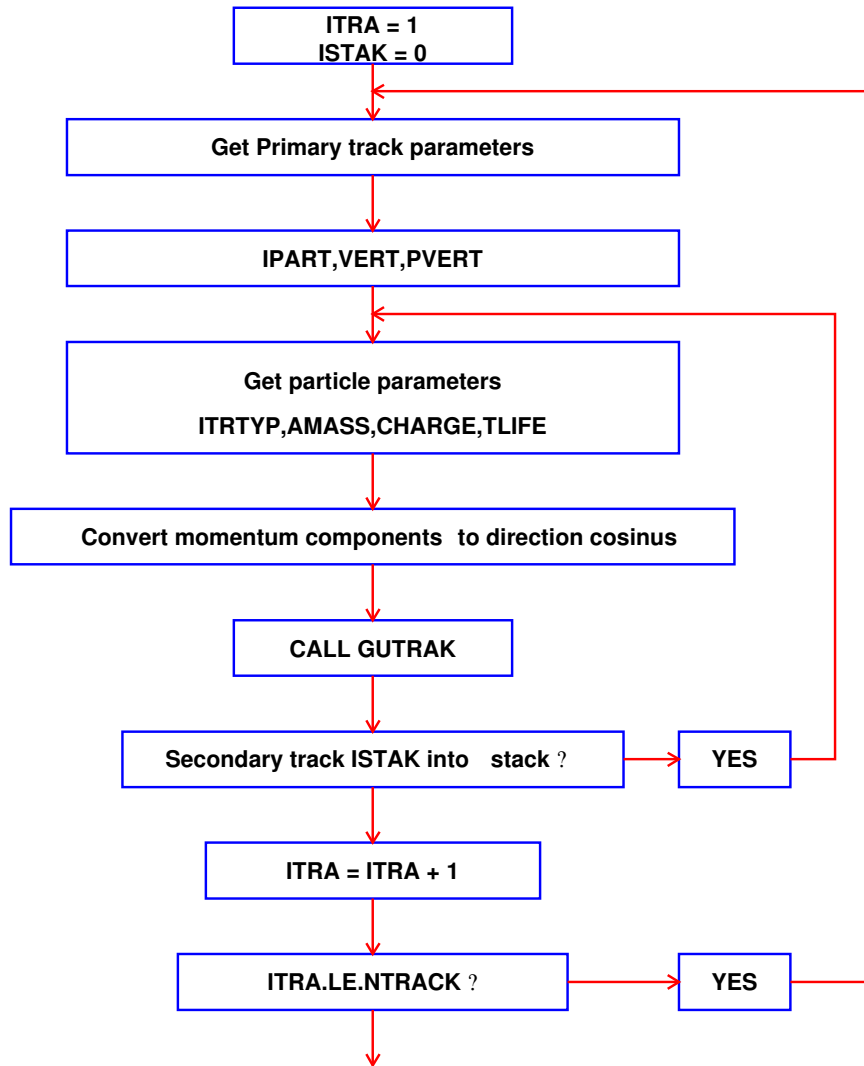 ITRA = 1
ISTAK = 0
Get Primary track parameters
IPART,VERT,PVERT
Get particle parameters
ITRTYP,AMASS,CHARGE,TLIFE
Convert momentum components to direction cosinus
CALL GUTRAK
Secondary track ISTAK into stack ?
YES
ITRA = ITRA + 1
ITRA.LE.NTRACK ?
YES